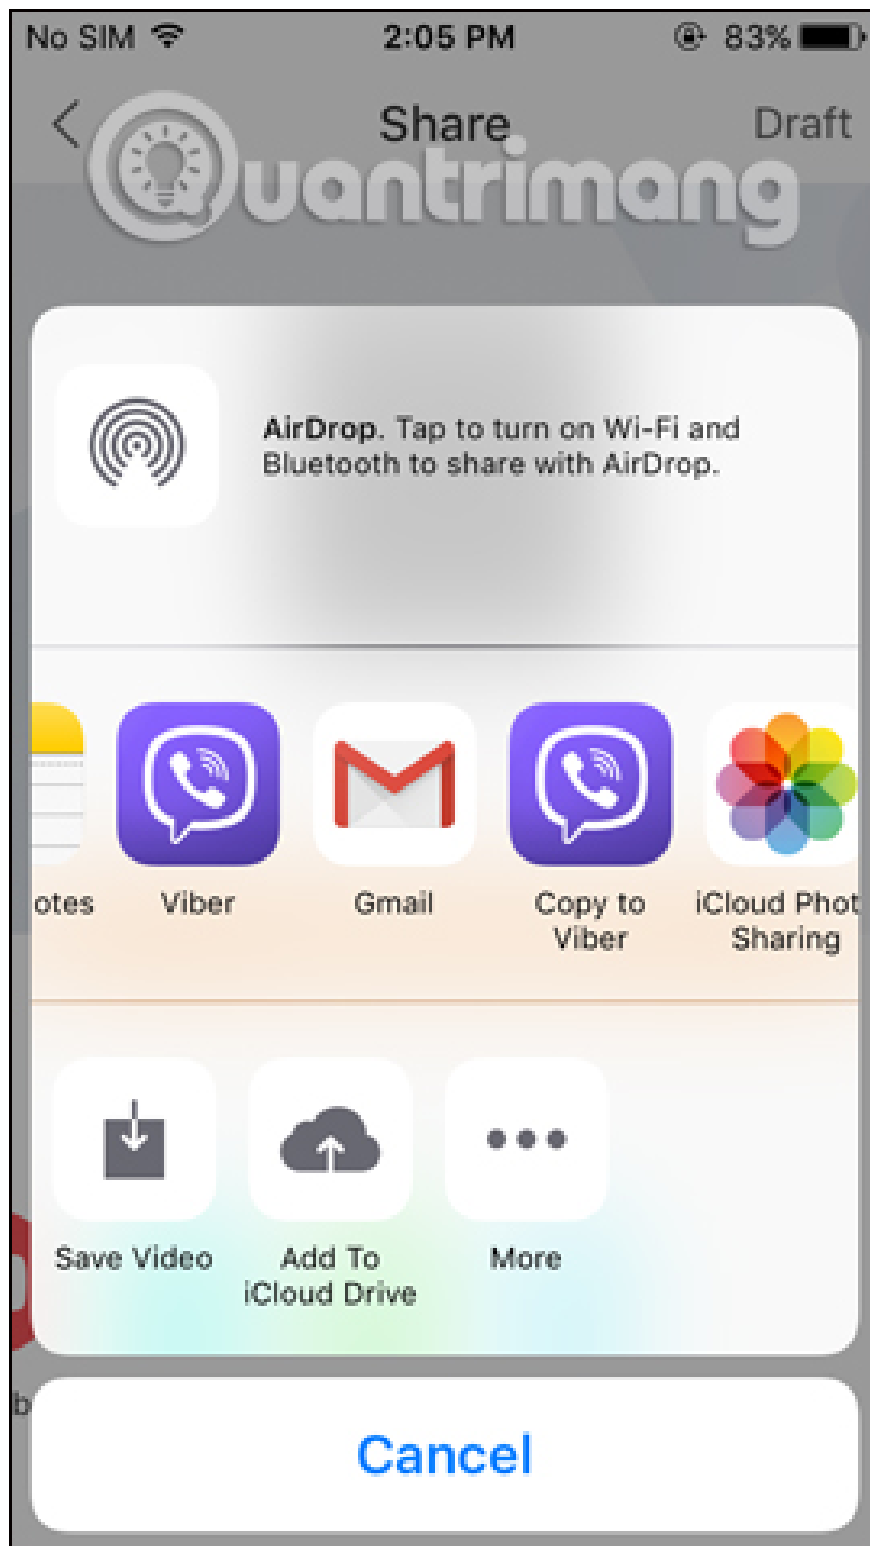 No SIM 2:05 PM 83%
Share Draft
Quantrimang
AirDrop. Tap to turn on Wi-Fi and
Bluetooth to share with AirDrop.
otes Viber Gmail Copy to iCloud Phot
Viber Sharing
Save Video Add To More
iCloud Drive
b
Cancel